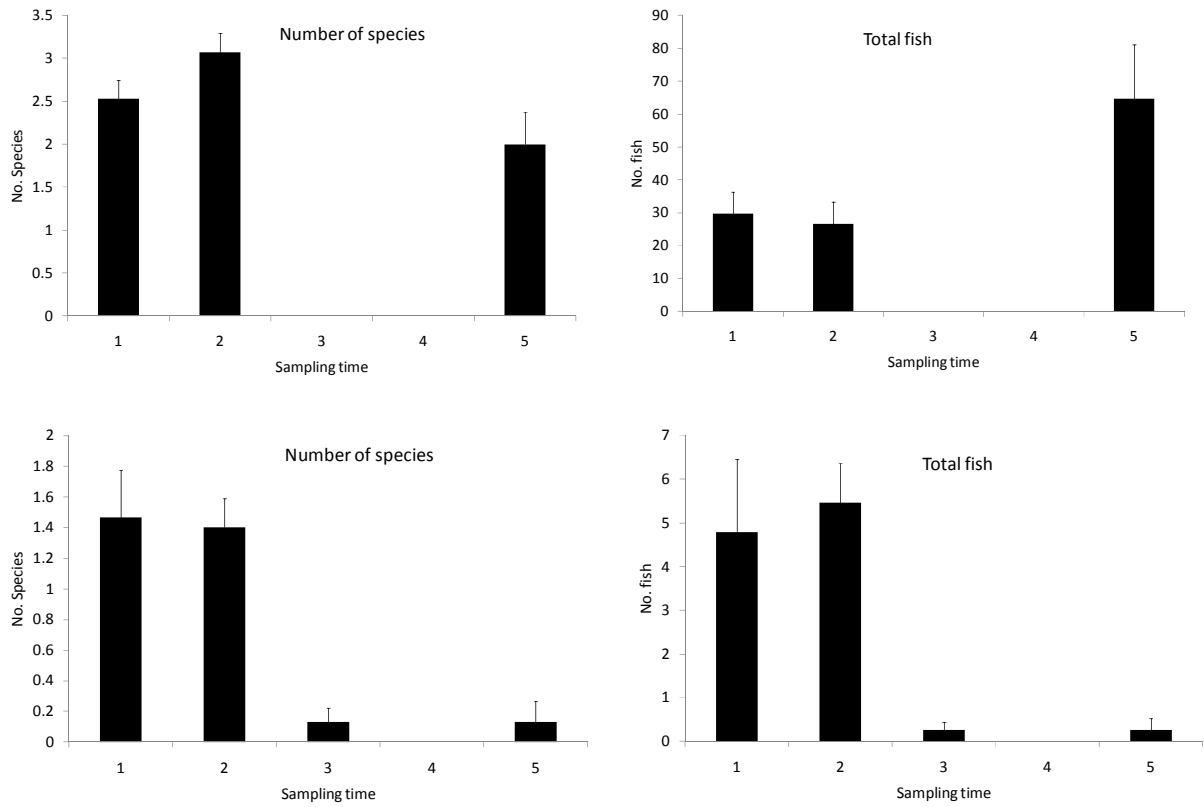 Number of species
No. Species
3.5
3
2.5
2
1.5
1
0.5
0
1 2 3 4 5
Sampling time
Total fish
No. fish
90
80
70
60
50
40
30
20
10
0
1 2 3 4 5
Sampling time
Number of species
No. Species
2
1.8
1.6
1.4
1.2
1
0.8
0.6
0.4
0.2
0
1 2 3 4 5
Sampling time
Total fish
No. fish
7
6
5
4
3
2
1
0
1 2 3 4 5
Sampling time